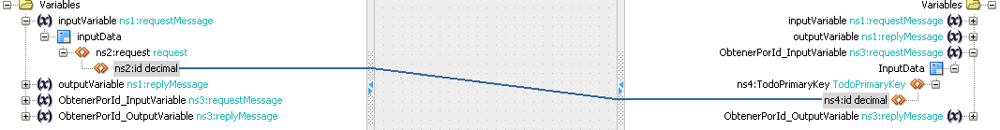 Variables
inputVariable ns1:requestMessage
inputData
ns2:request request
ns2:id decimal
outputVariable ns1:replyMessage
ObtenerPorId_InputVariable ns3:requestMessage
ObtenerPorId_OutputVariable ns3:replyMessage
Variables
inputVariable ns1:requestMessage
outputVariable ns1:replyMessage
ObtenerPorId_InputVariable ns3:requestMessage
InputData
ns4:TodoPrimaryKey TodoPrimaryKey
ns4:id decimal
ObtenerPorId_OutputVariable ns3:replyMessage